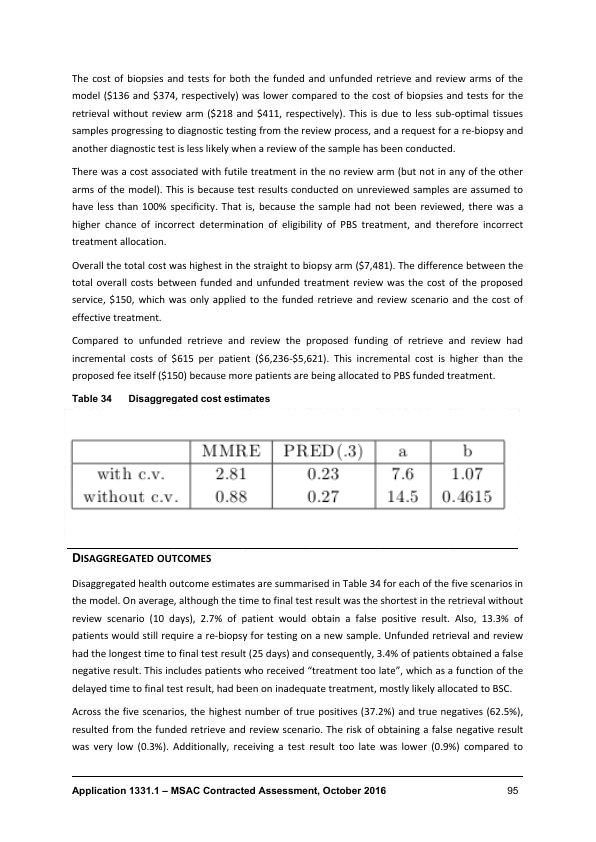 The cost of biopsies and tests for both the funded and unfunded retrieve and review arms of the
model ($136 and $374, respectively) was lower compared to the cost of biopsies and tests for the
retrieval without review arm ($218 and $411, respectively). This is due to less sub-optimal tissues
samples progressing to diagnostic testing from the review process, and a request for a re-biopsy and
another diagnostic test is less likely when a review of the sample has been conducted.
There was a cost associated with futile treatment in the no review arm (but not in any of the other
arms of the model). This is because test results conducted on unreviewed samples are assumed to
have less than 100% specificity. That is, because the sample had not been reviewed, there was a
higher chance of incorrect determination of eligibility of PBS treatment, and therefore incorrect
treatment allocation.
Overall the total cost was highest in the straight to biopsy arm ($7,481). The difference between the
total overall costs between funded and unfunded treatment review was the cost of the proposed
service, $150, which was only applied to the funded retrieve and review scenario and the cost of
effective treatment.
Compared to unfunded retrieve and review the proposed funding of retrieve and review had
incremental costs of $615 per patient ($6,236-$5,621). This incremental cost is higher than the
proposed fee itself ($150) because more patients are being allocated to PBS funded treatment.
Table 34 Disaggregated cost estimates
MMRE PRED(.3) a b
with c.v. 2.81 0.23 7.6 1.07
without c.v. 0.88 0.27 14.5 0.4615
DISAGGREGATED OUTCOMES
Disaggregated health outcome estimates are summarised in Table 34 for each of the five scenarios in
the model. On average, although the time to final test result was the shortest in the retrieval without
review scenario (10 days), 2.7% of patient would obtain a false positive result. Also, 13.3% of
patients would still require a re-biopsy for testing on a new sample. Unfunded retrieval and review
had the longest time to final test result (25 days) and consequently, 3.4% of patients obtained a false
negative result. This includes patients who received “treatment too late”, which as a function of the
delayed time to final test result, had been on inadequate treatment, mostly likely allocated to BSC.
Across the five scenarios, the highest number of true positives (37.2%) and true negatives (62.5%),
resulted from the funded retrieve and review scenario. The risk of obtaining a false negative result
was very low (0.3%). Additionally, receiving a test result too late was lower (0.9%) compared to
Application 1331.1 – MSAC Contracted Assessment, October 2016 95